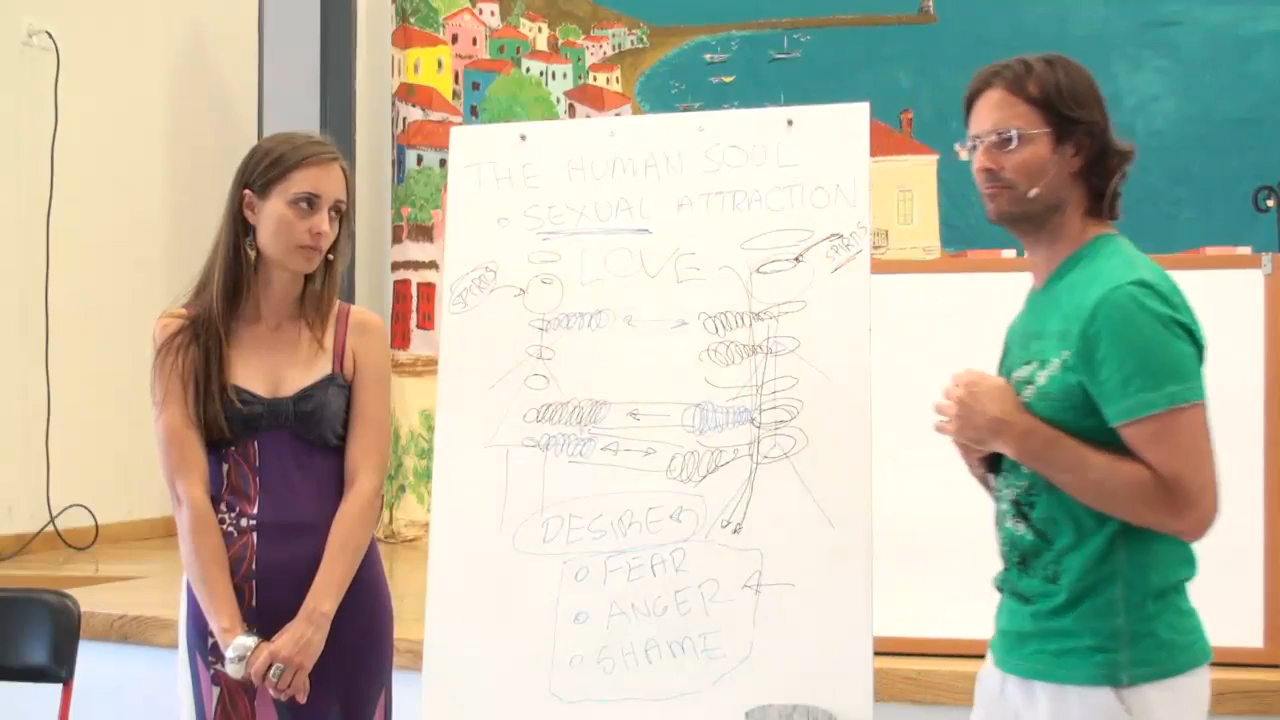 THE HUMAN SOUL
SEXUAL ATTRACTION
LOVE
SPIRITS
SPIRITS
DESIRE
FEAR
ANGER
SHAME